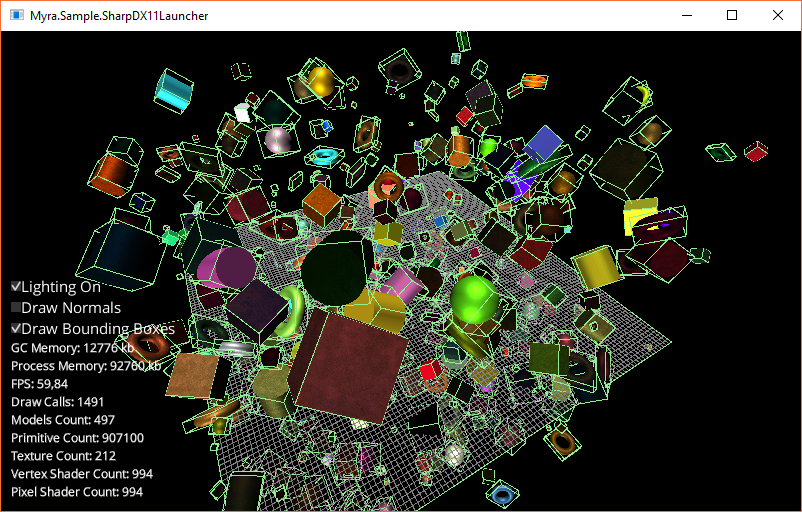 Myra.Sample.SharpDX11Launcher
Lighting On
Draw Normals
Draw Bounding Boxes
GC Memory: 12776 kb
Process Memory: 92760 kb
FPS: 59,84
Draw Calls: 1491
Models Count: 497
Primitive Count: 907100
Texture Count: 212
Vertex Shader Count: 994
Pixel Shader Count: 994